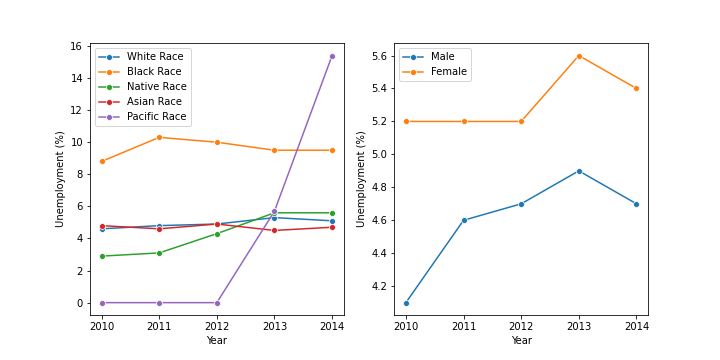 16
14
12
10
8
6
4
2
0
Unemployment (%)
White Race
Black Race
Native Race
Asian Race
Pacific Race
2010 2011 2012 2013 2014
Year
5.6
5.4
5.2
5.0
4.8
4.6
4.4
4.2
Unemployment (%)
Male
Female
2010 2011 2012 2013 2014
Year